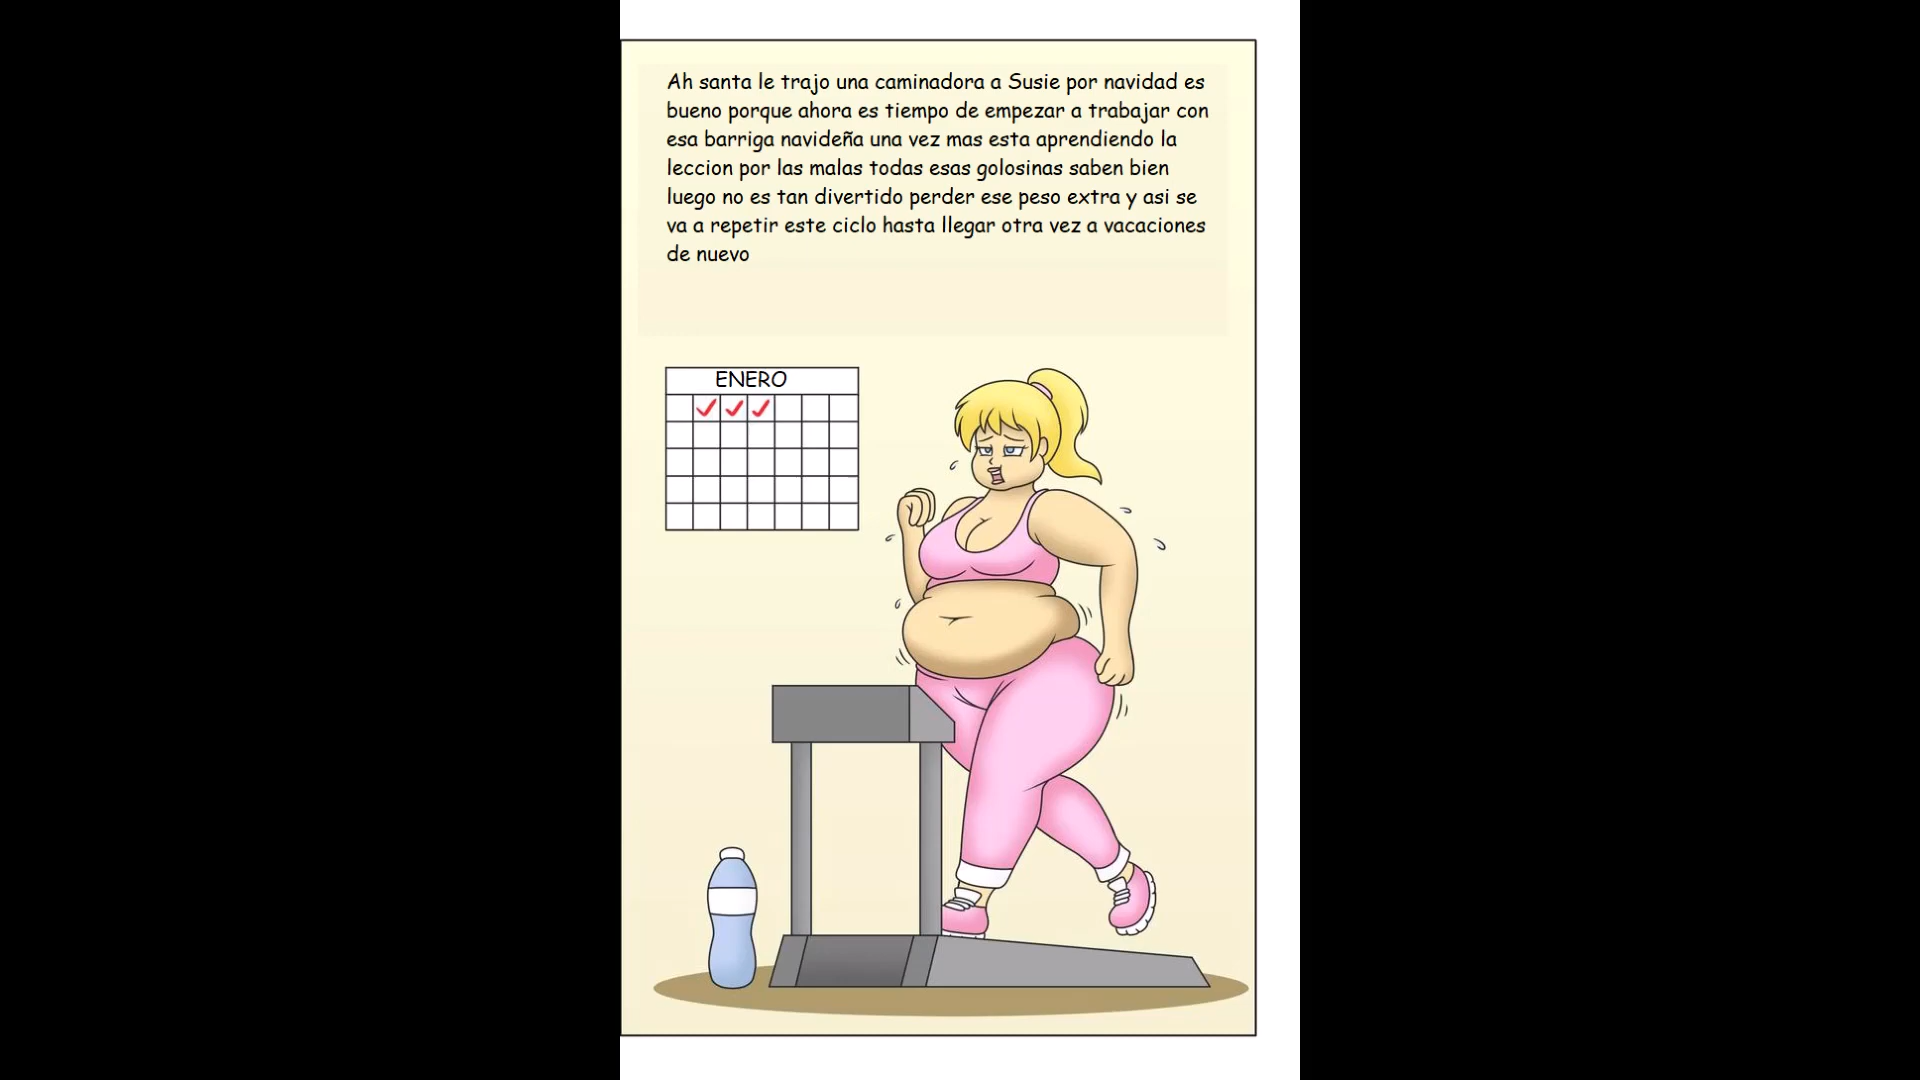 Ah santa le trajo una caminadora a Susie por navidad es
bueno porque ahora es tiempo de empezar a trabajar con
esa barriga navideña una vez mas esta aprendiendo la
leccion por las malas todas esas golosinas saben bien
luego no es tan divertido perder ese peso extra y asi se
va a repetir este ciclo hasta llegar otra vez a vacaciones
de nuevo
ENERO